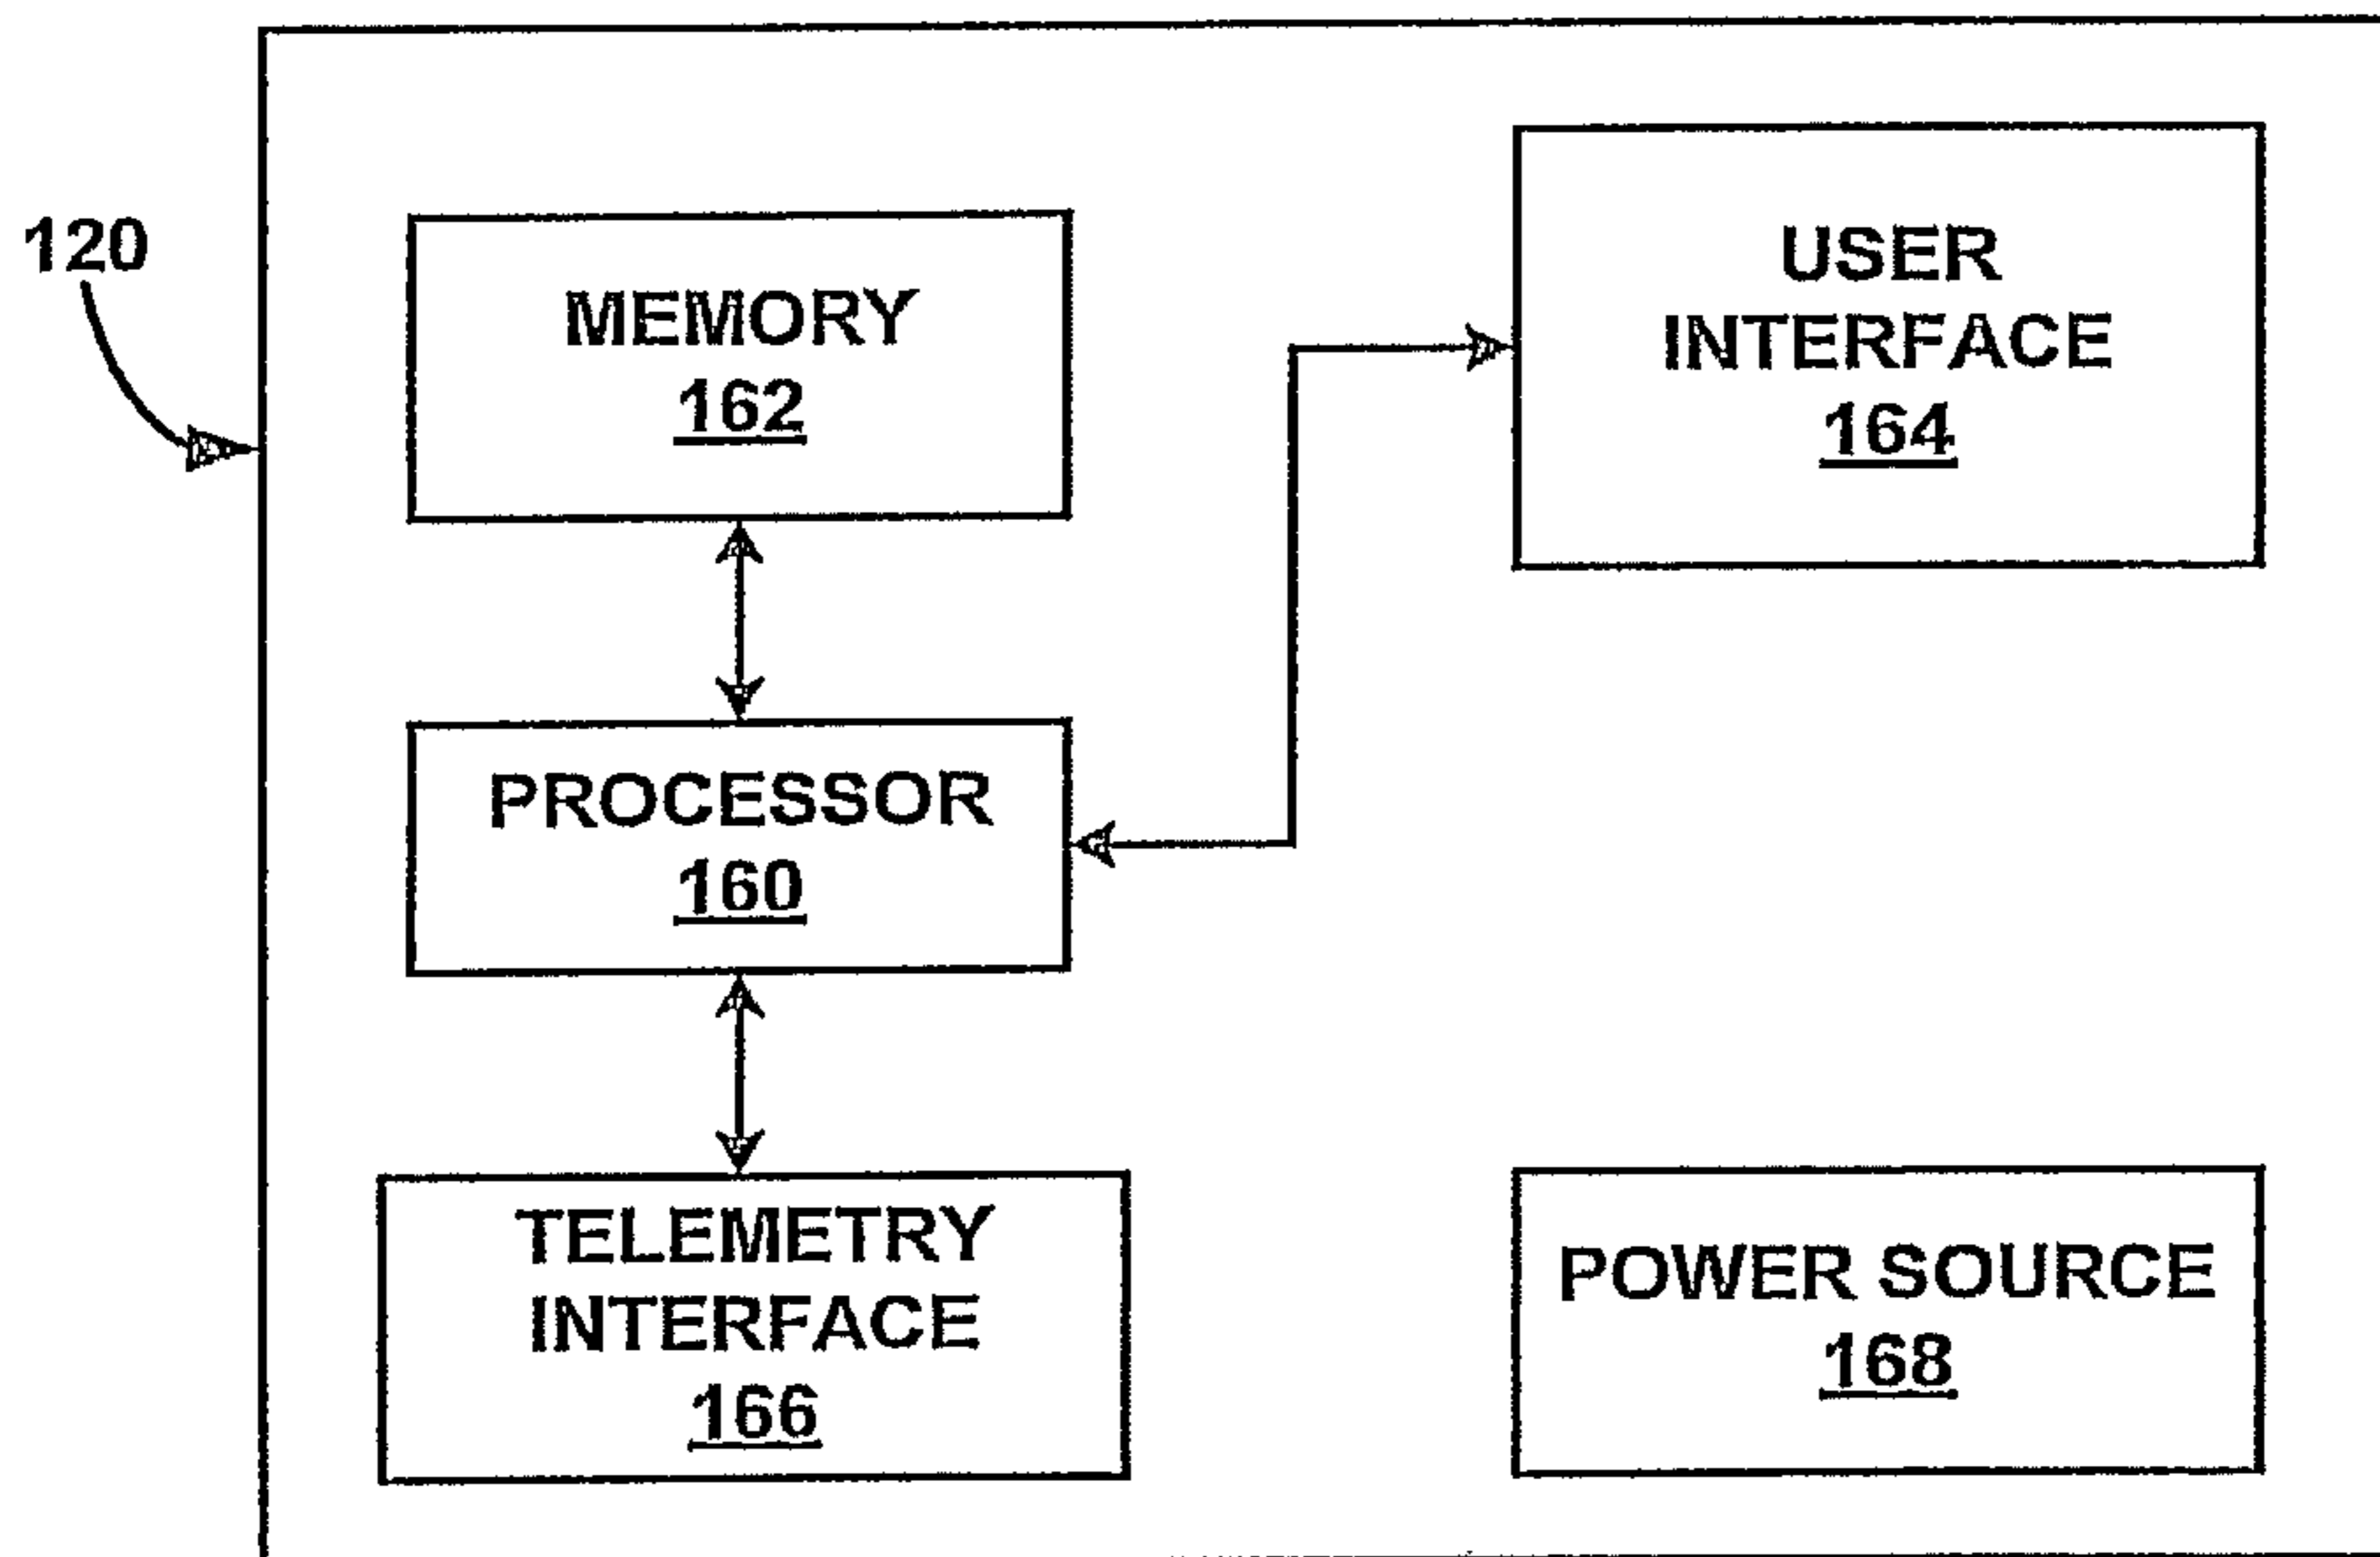 120
MEMORY
162
USER
INTERFACE
164
PROCESSOR
160
TELEMETRY
INTERFACE
166
POWER SOURCE
168